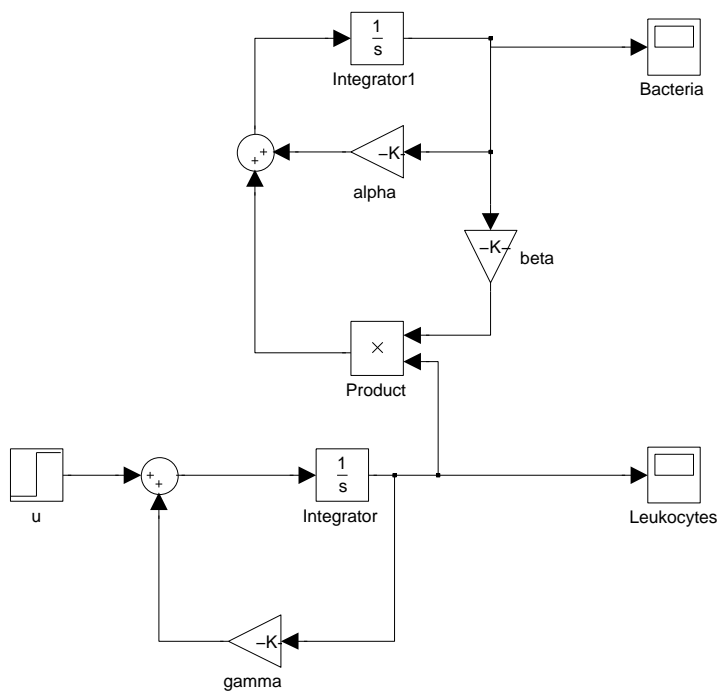 1
s
Integrator1
Bacteria
+
+
–K–
alpha
–K–
beta
×
Product
u
+
+
1
s
Integrator
Leukocytes
–K–
gamma